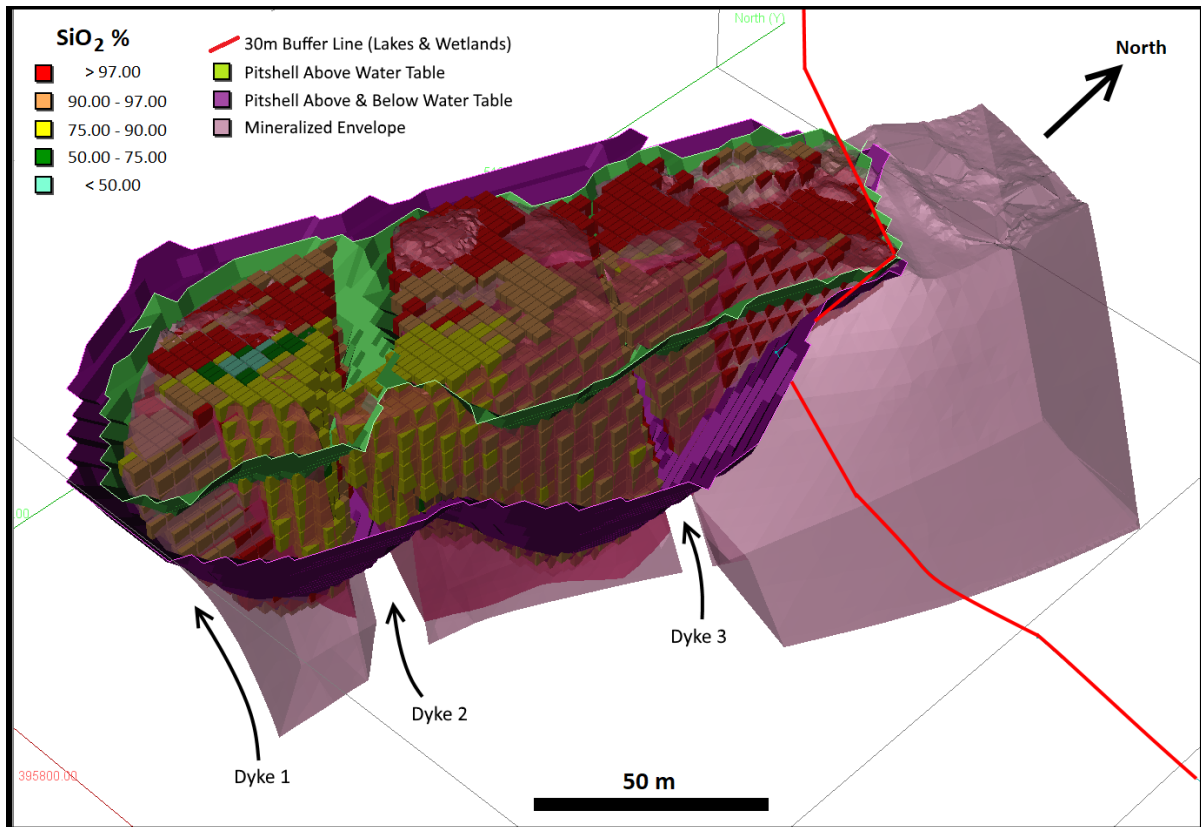 SiO2 %
> 97.00
90.00 - 97.00
75.00 - 90.00
50.00 - 75.00
< 50.00
30m Buffer Line (Lakes & Wetlands)
Pitshell Above Water Table
Pitshell Above & Below Water Table
Mineralized Envelope
North (Y)
North
00
Dyke 1
Dyke 2
Dyke 3
395800.00
50 m